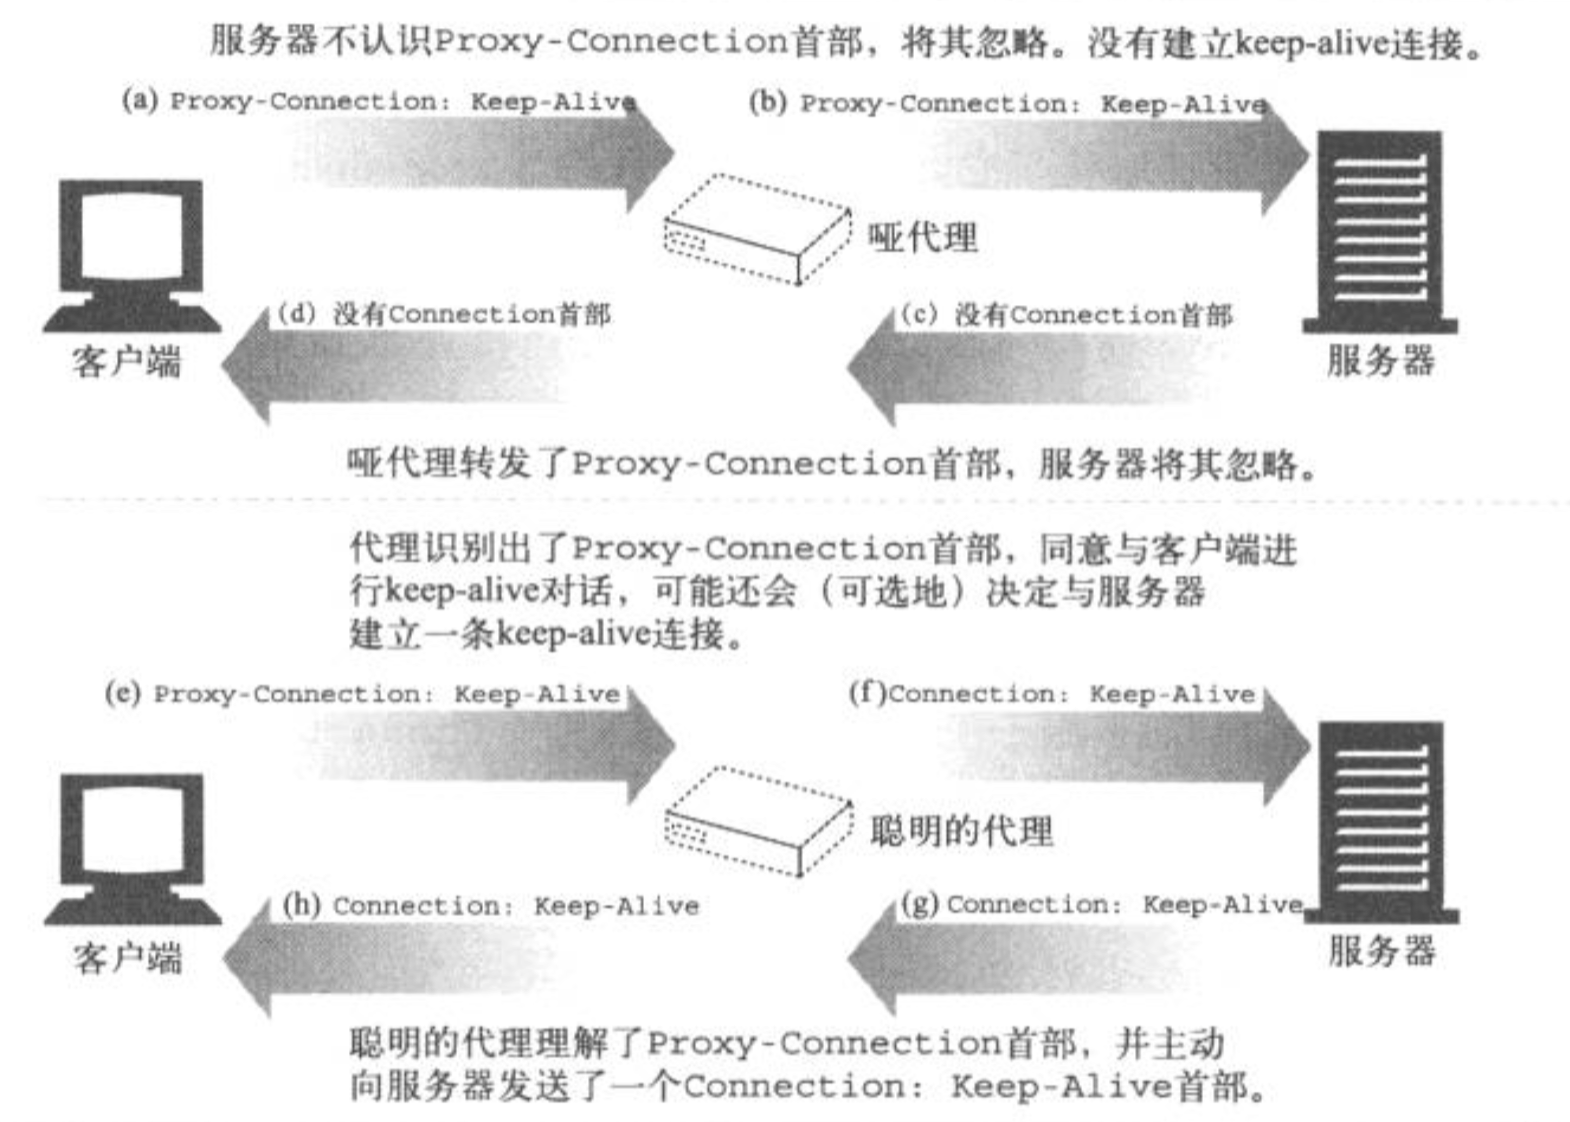 服务器不认识Proxy-Connection首部，将其忽略。没有建立keep-alive连接。
(a) Proxy-Connection: Keep-Alive
(b) Proxy-Connection: Keep-Alive
哑代理
(d) 没有Connection首部
(c) 没有Connection首部
客户端
服务器
哑代理转发了Proxy-Connection首部，服务器将其忽略。
代理识别出了Proxy-Connection首部，同意与客户端进
行keep-alive对话，可能还会（可选地）决定与服务器
建立一条keep-alive连接。
(e) Proxy-Connection: Keep-Alive
(f)Connection: Keep-Alive
聪明的代理
(h) Connection: Keep-Alive
(g) Connection: Keep-Alive
客户端
服务器
聪明的代理理解了Proxy-Connection首部，并主动
向服务器发送了一个Connection: Keep-Alive首部。